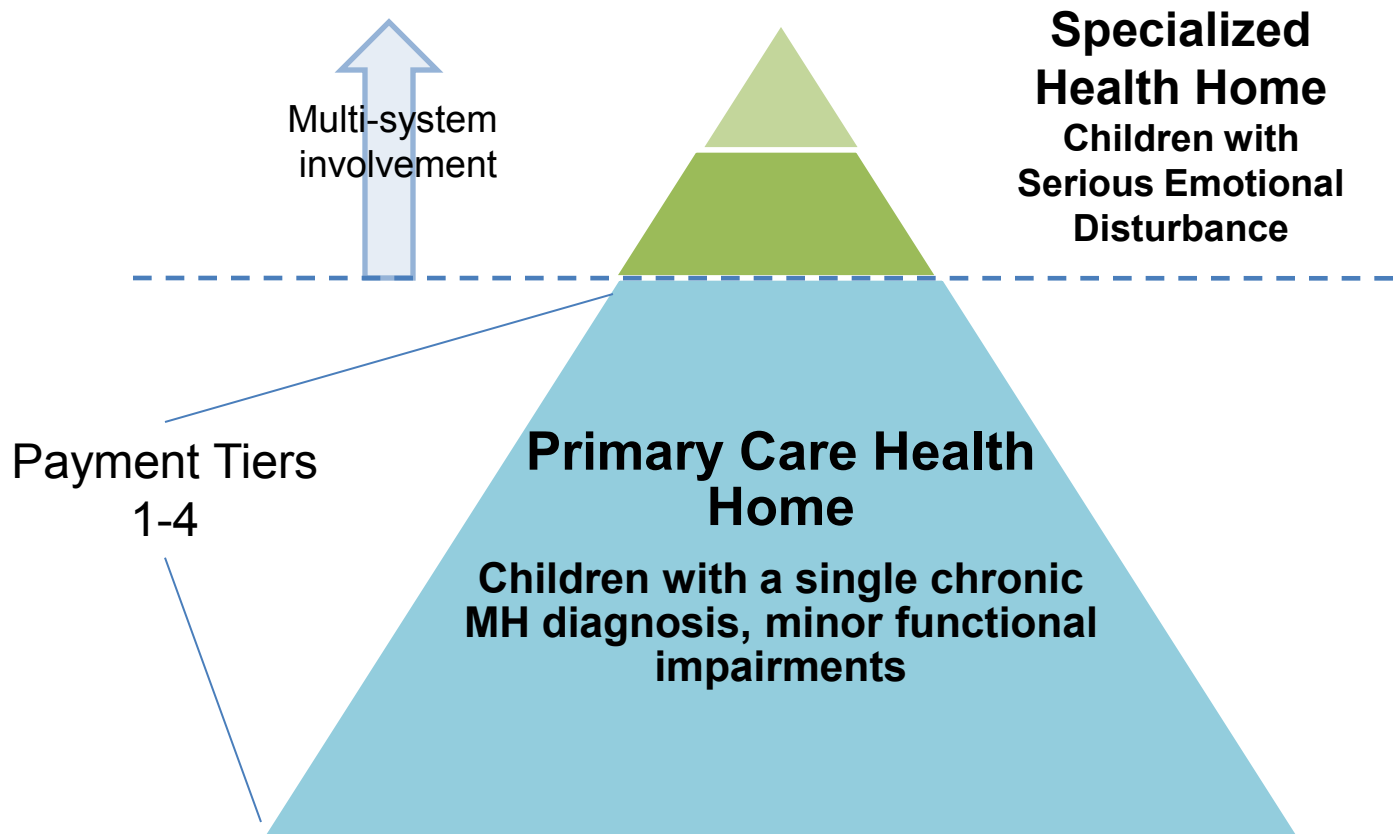 Specialized
Health Home
Children with
Serious Emotional
Disturbance
Multi-system
involvement
Payment Tiers
1-4
Primary Care Health
Home
Children with a single chronic
MH diagnosis, minor functional
impairments